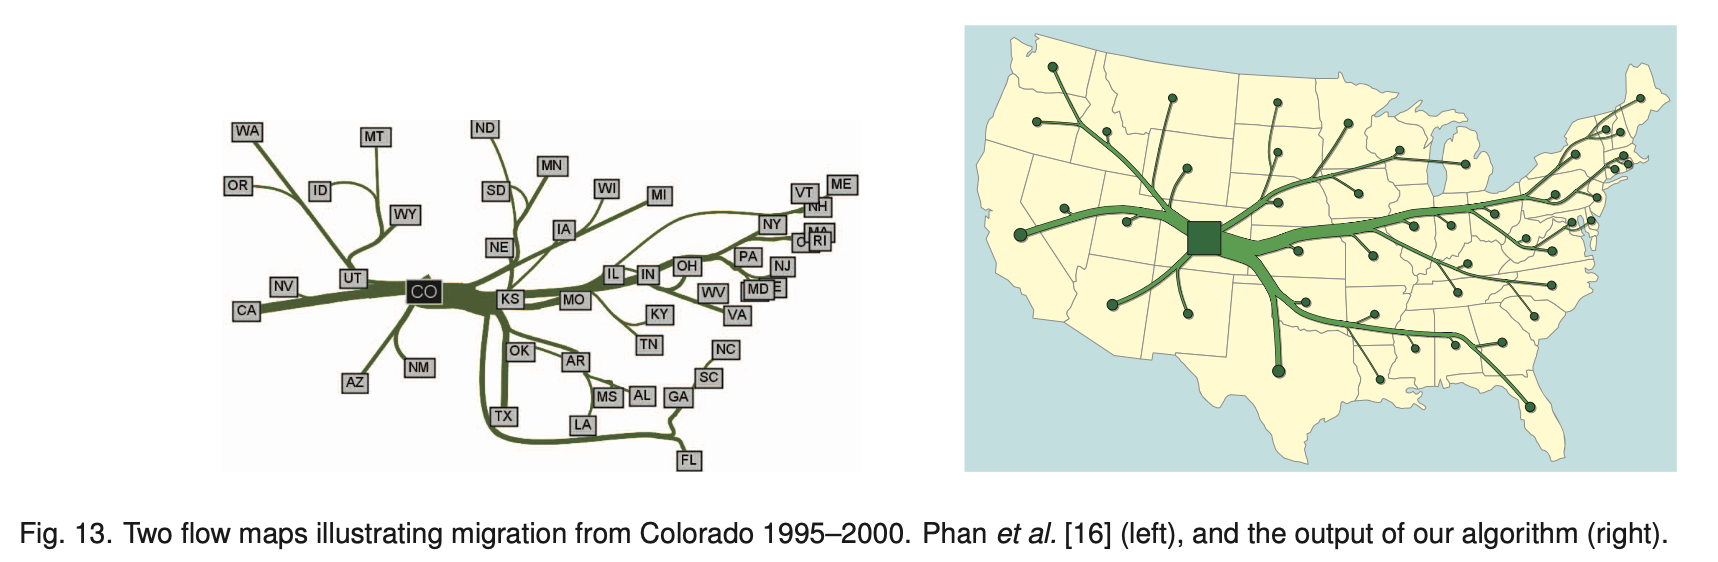 WA
MT
ND
MN
OR
ID
SD
WI
MI
VT
ME
NH
WY
IA
NY
RI
NE
UT
NV
CO
KS
IL
IN
OH
PA
NJ
MD
CA
MO
WV
VA
KY
TN
OK
AR
NC
SC
AZ
NM
TX
MS
AL
GA
LA
FL
Fig. 13. Two flow maps illustrating migration from Colorado 1995–2000. Phan et al. [16] (left), and the output of our algorithm (right).